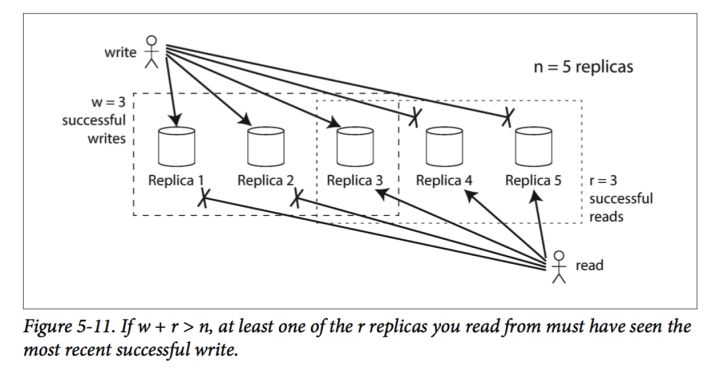 write
n = 5 replicas
w = 3
successful
writes
Replica 1
Replica 2
Replica 3
Replica 4
Replica 5
r = 3
successful
reads
read
Figure 5-11. If w + r > n, at least one of the r replicas you read from must have seen the
most recent successful write.